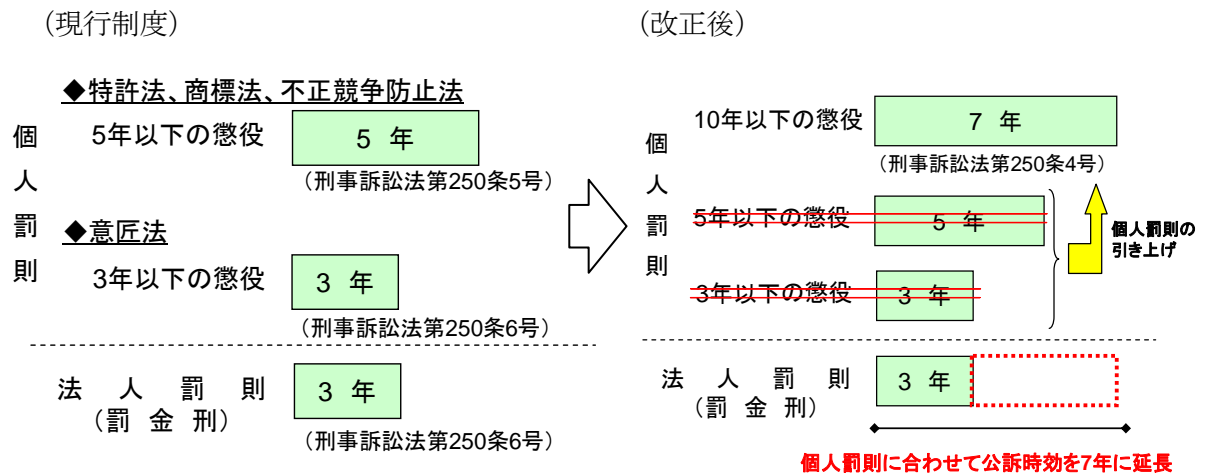 （現行制度）
◆特許法、商標法、不正競争防止法
個人罰則
5年以下の懲役
5 年
（刑事訴訟法第250条5号）
◆意匠法
3年以下の懲役
3 年
（刑事訴訟法第250条6号）
法人罰則
（罰金刑）
3 年
（刑事訴訟法第250条6号）
（改正後）
個人罰則
10年以下の懲役
7 年
（刑事訴訟法第250条4号）
5年以下の懲役
5 年
3年以下の懲役
3 年
個人罰則の
引き上げ
法人罰則
（罰金刑）
3 年
個人罰則に合わせて公訴時効を7年に延長